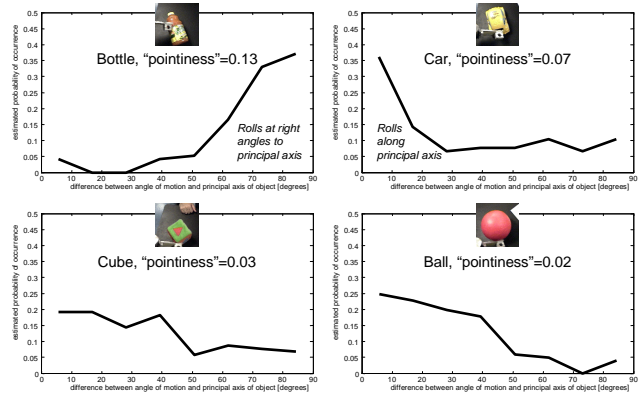 Bottle, “pointiness”=0.13
Rolls at right
angles to
principal axis
estimated probability of occurrence
0.5
0.45
0.4
0.35
0.3
0.25
0.2
0.15
0.1
0.05
0
0 10 20 30 40 50 60 70 80 90
difference between angle of motion and principal axis of object [degrees]
Car, “pointiness”=0.07
Rolls
along
principal axis
estimated probability of occurrence
0.5
0.45
0.4
0.35
0.3
0.25
0.2
0.15
0.1
0.05
0
0 10 20 30 40 50 60 70 80 90
difference between angle of motion and principal axis of object [degrees]
Cube, “pointiness”=0.03
estimated probability of occurrence
0.5
0.45
0.4
0.35
0.3
0.25
0.2
0.15
0.1
0.05
0
0 10 20 30 40 50 60 70 80 90
difference between angle of motion and principal axis of object [degrees]
Ball, “pointiness”=0.02
estimated probability of occurrence
0.5
0.45
0.4
0.35
0.3
0.25
0.2
0.15
0.1
0.05
0
0 10 20 30 40 50 60 70 80 90
difference between angle of motion and principal axis of object [degrees]